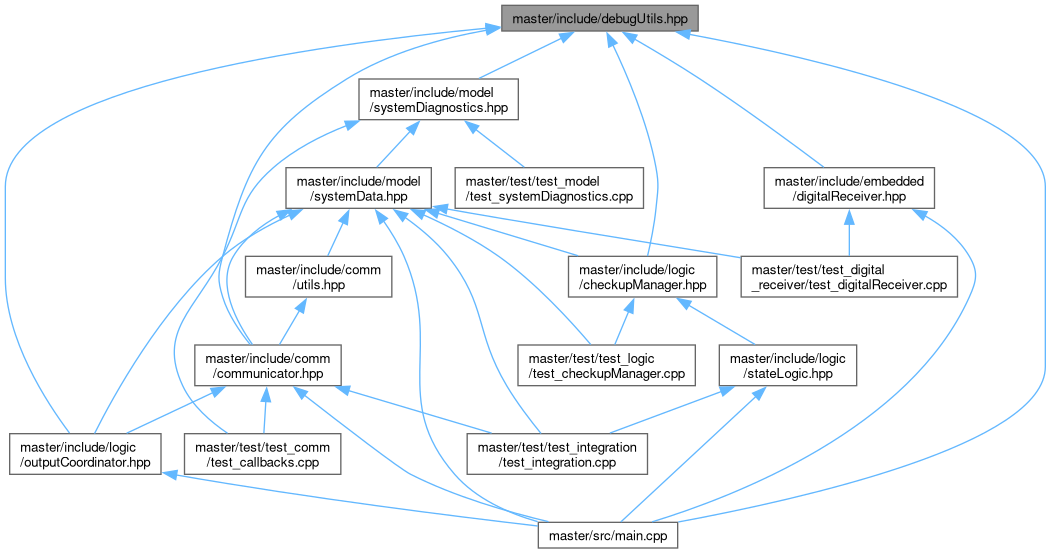 master/include/debugUtils.hpp
master/include/model
/systemDiagnostics.hpp
master/include/model
/systemData.hpp
master/test/test_model
/test_systemDiagnostics.cpp
master/include/embedded
/digitalReceiver.hpp
master/include/comm
/utils.hpp
master/include/logic
/checkupManager.hpp
master/test/test_digital
_receiver/test_digitalReceiver.cpp
master/include/comm
/communicator.hpp
master/test/test_logic
/test_checkupManager.cpp
master/include/logic
/stateLogic.hpp
master/include/logic
/outputCoordinator.hpp
master/test/test_comm
/test_callbacks.cpp
master/test/test_integration
/test_integration.cpp
master/src/main.cpp